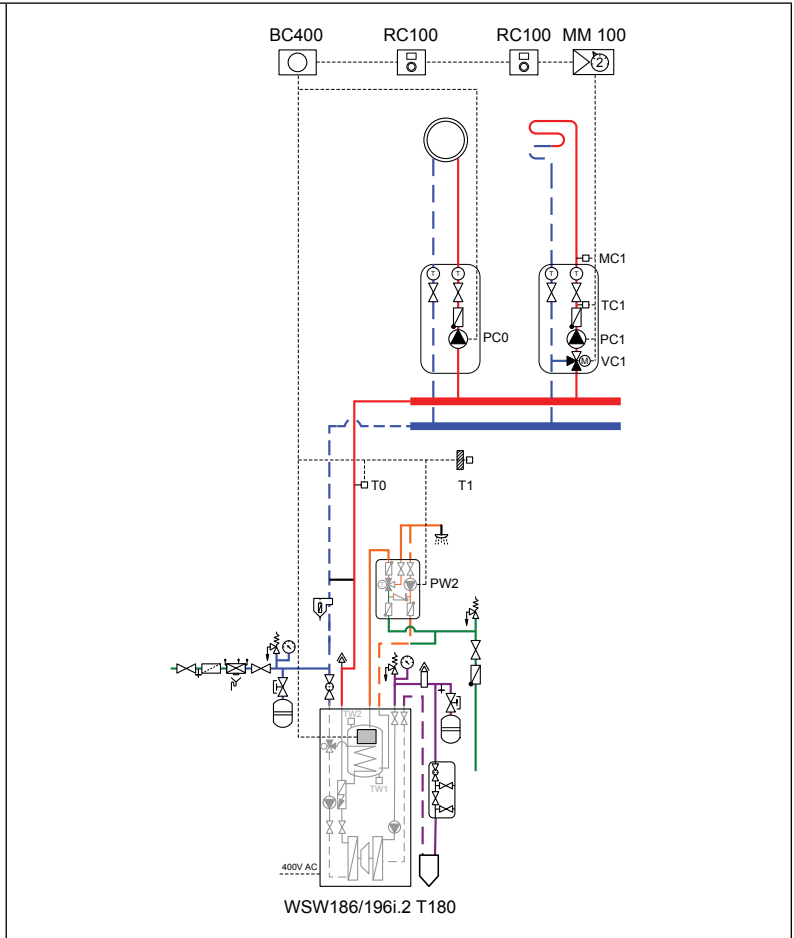 BC400 RC100 RC100 MM 100
2
MC1
T T T T
TC1
PC0 PC1
M VC1
T0 T1
PW2
T
TW2
TW1
400V AC
WSW186/196i.2 T180